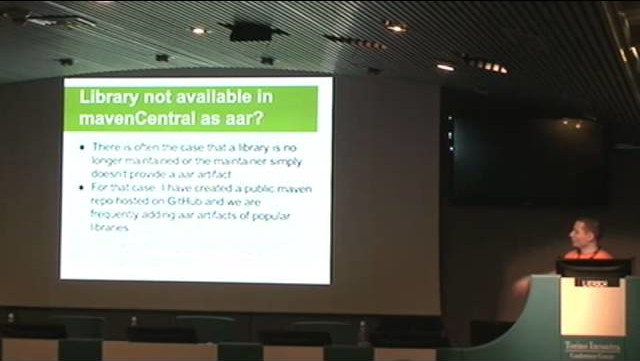 Library not available in
mavenCentral as aar?
• There is often the case that a library is no
longer maintained or the maintainer simply
doesn't provide a aar artifact
• For that case, I have created a public maven
repo hosted on GitHub and we are
frequently adding aar artifacts of popular
libraries.
Torino Incontra
Conference Centre